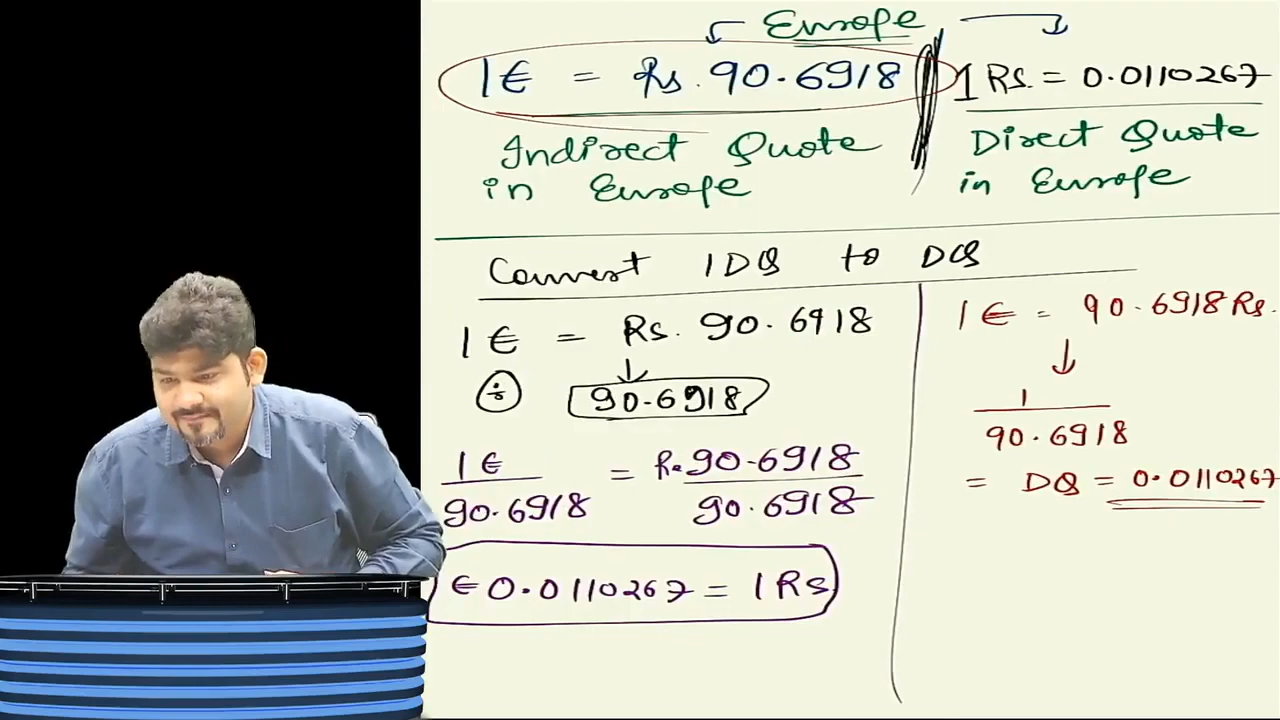 Europe
1€ = Rs. 90.6918
1 Rs. = 0.0110267
Indirect Quote
in Europe
Direct Quote
in Europe
Convert IDQ to DQ
1€ = Rs. 90.6918
÷ 90.6918
1€ / 90.6918 = Rs. 90.6918 / 90.6918
€0.0110267 = 1 Rs
1€ = 90.6918 Rs.
1
90.6918
= DQ = 0.0110267